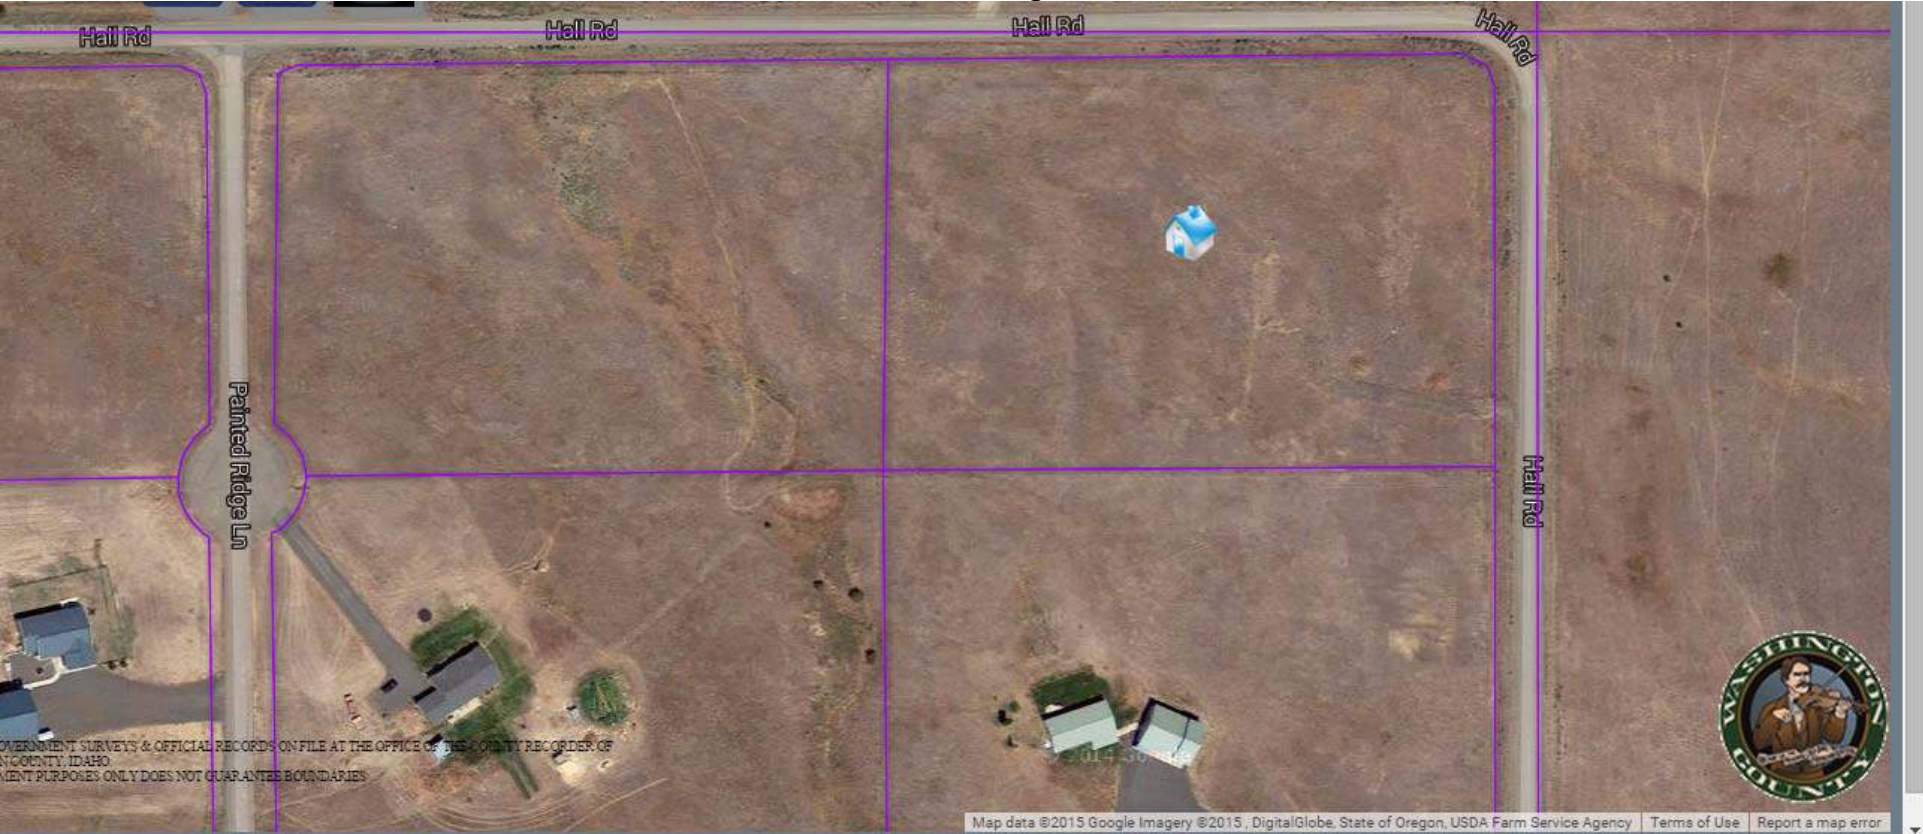 Hall Rd
Hall Rd
Hall Rd
Hall Rd
Painted Ridge Ln
Hall Rd
OVERNMENT SURVEYS & OFFICIAL RECORDS ON FILE AT THE OFFICE OF THE COUNTY RECORDER OF
N COUNTY, IDAHO
MENT PURPOSES ONLY DOES NOT GUARANTEE BOUNDARIES
WASHINGTON
COUNTY
Map data ©2015 Google Imagery ©2015 , DigitalGlobe, State of Oregon, USDA Farm Service Agency
Terms of Use
Report a map error